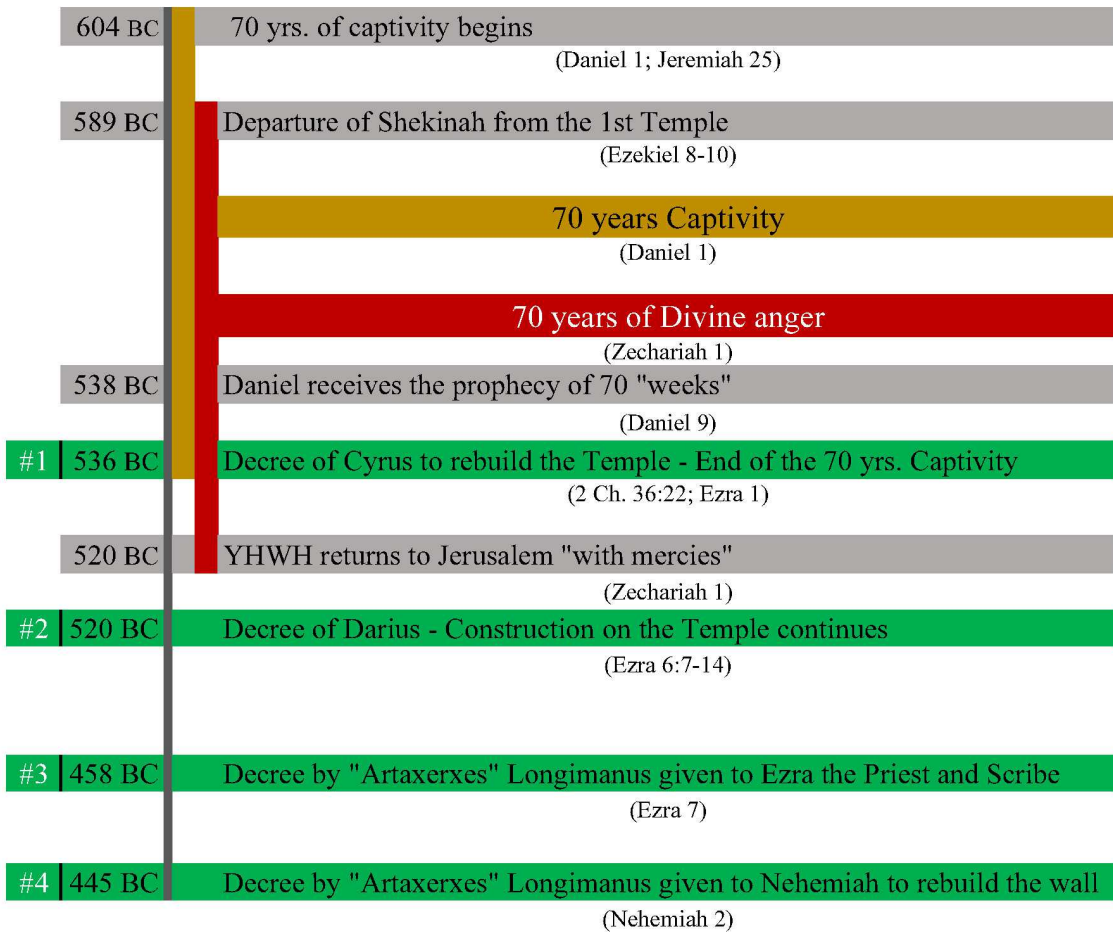 604 BC 70 yrs. of captivity begins
(Daniel 1; Jeremiah 25)
589 BC Departure of Shekinah from the 1st Temple
(Ezekiel 8-10)
70 years Captivity
(Daniel 1)
70 years of Divine anger
(Zechariah 1)
538 BC Daniel receives the prophecy of 70 "weeks"
(Daniel 9)
#1 536 BC Decree of Cyrus to rebuild the Temple - End of the 70 yrs. Captivity
(2 Ch. 36:22; Ezra 1)
520 BC YHWH returns to Jerusalem "with mercies"
(Zechariah 1)
#2 520 BC Decree of Darius - Construction on the Temple continues
(Ezra 6:7-14)
#3 458 BC Decree by "Artaxerxes" Longimanus given to Ezra the Priest and Scribe
(Ezra 7)
#4 445 BC Decree by "Artaxerxes" Longimanus given to Nehemiah to rebuild the wall
(Nehemiah 2)